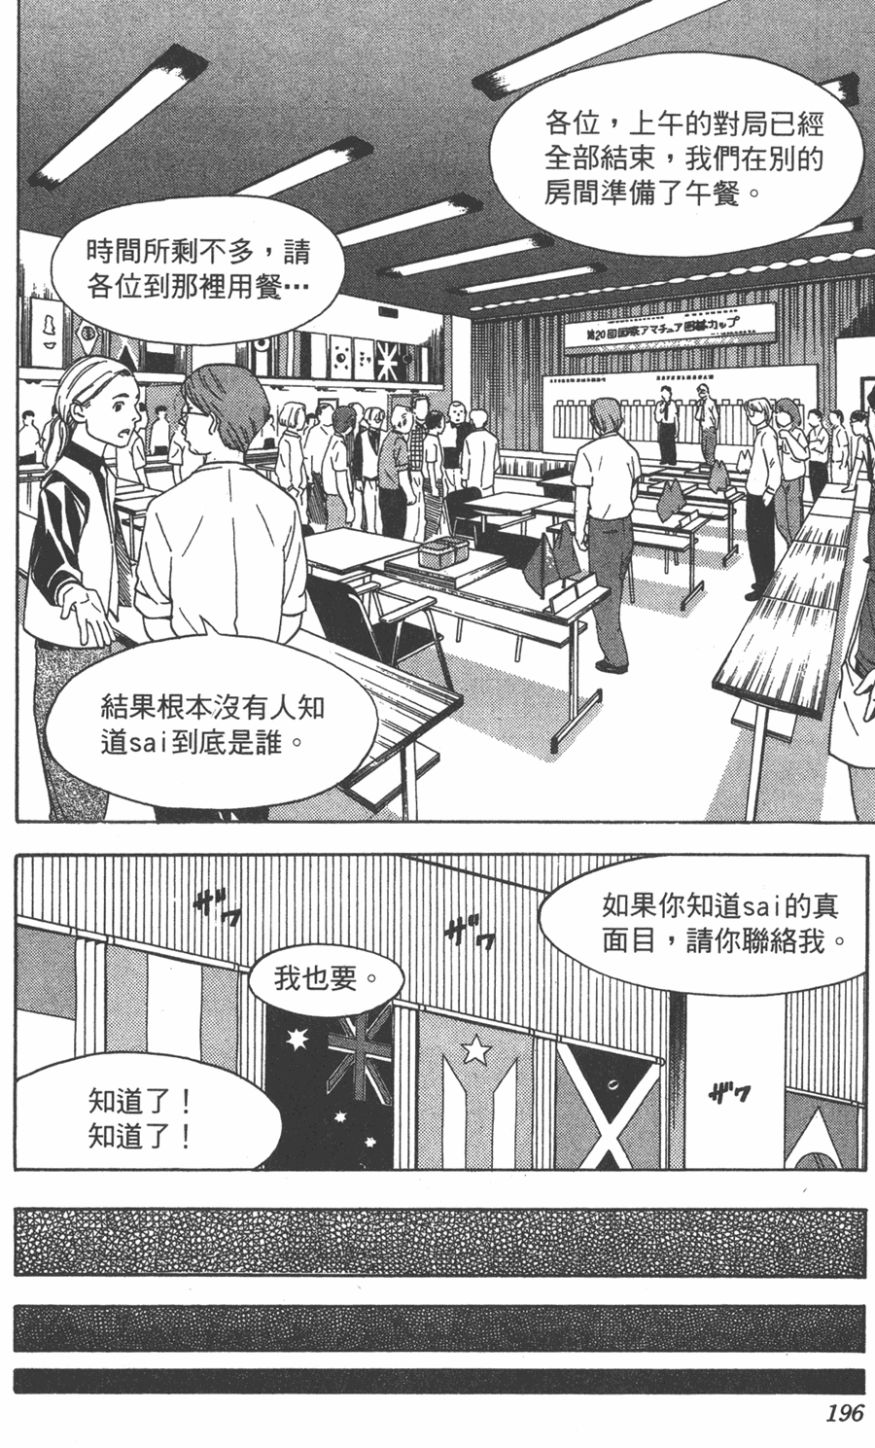 各位，上午的對局已經
全部結束，我們在別的
房間準備了午餐。
時間所剩不多，請
各位到那裡用餐⋯
第20回国際アマチュア囲碁カップ
結果根本沒有人知
道sai到底是誰。
如果你知道sai的真
面目，請你聯絡我。
ザワ
ザワ
我也要。
ザワ
知道了！
知道了！
196